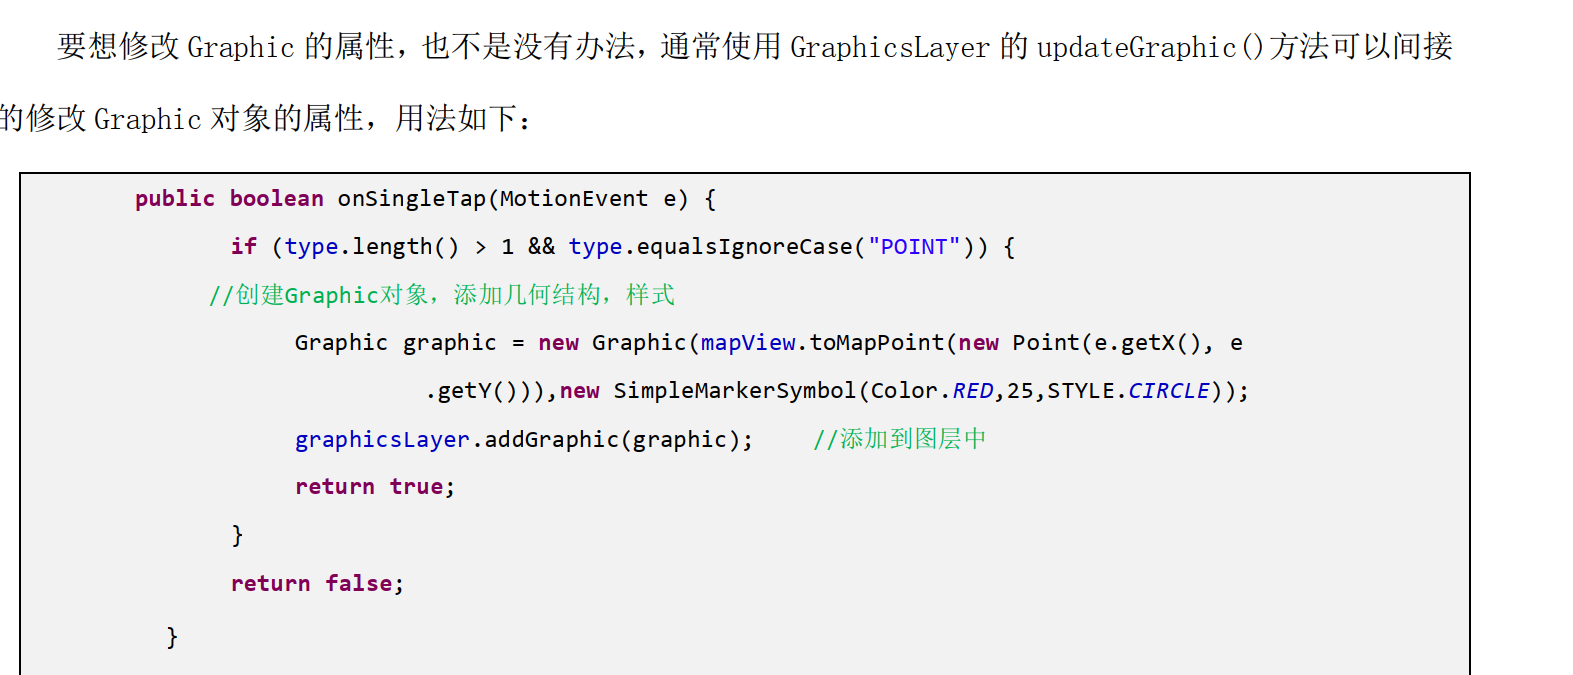 要想修改 Graphic 的属性，也不是没有办法，通常使用 GraphicsLayer 的 updateGraphic()方法可以间接
的修改 Graphic 对象的属性，用法如下：
public boolean onSingleTap(MotionEvent e) {
if (type.length() > 1 && type.equalsIgnoreCase("POINT")) {
//创建Graphic对象，添加几何结构，样式
Graphic graphic = new Graphic(mapView.toMapPoint(new Point(e.getX(), e
.getY())),new SimpleMarkerSymbol(Color.RED,25,STYLE.CIRCLE));
graphicsLayer.addGraphic(graphic); //添加到图层中
return true;
}
return false;
}